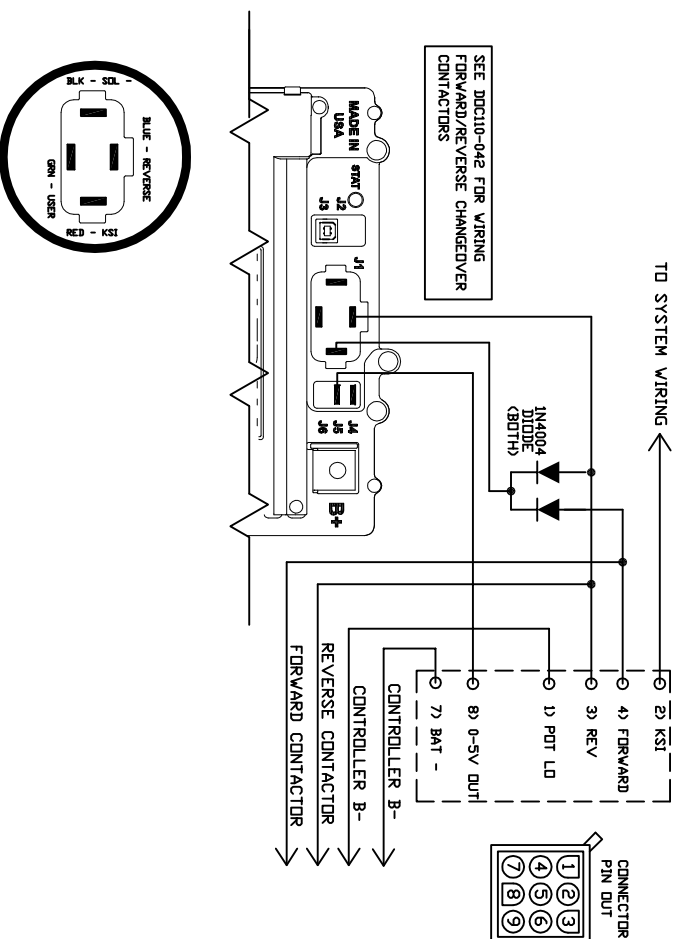 SEE DOC110-042 FOR WIRING
FORWARD/REVERSE CHANGEOVER
CONTACTORS
TO SYSTEM WIRING
MADE IN
USA
STAT
J2
J3
J1
J4
J5
J6
B+
1N4004
DIODE
(BOTH)
2) KSI
4) FORWARD
3) REV
1) POT LO
8) 0-5V OUT
7) BAT -
CONTROLLER B-
CONTROLLER B-
REVERSE CONTACTOR
FORWARD CONTACTOR
CONNECTOR
PIN OUT
1 2 3
4 5 6
7 8 9
BLK - SOL -
BLUE - REVERSE
GRN - USER
RED - KSI